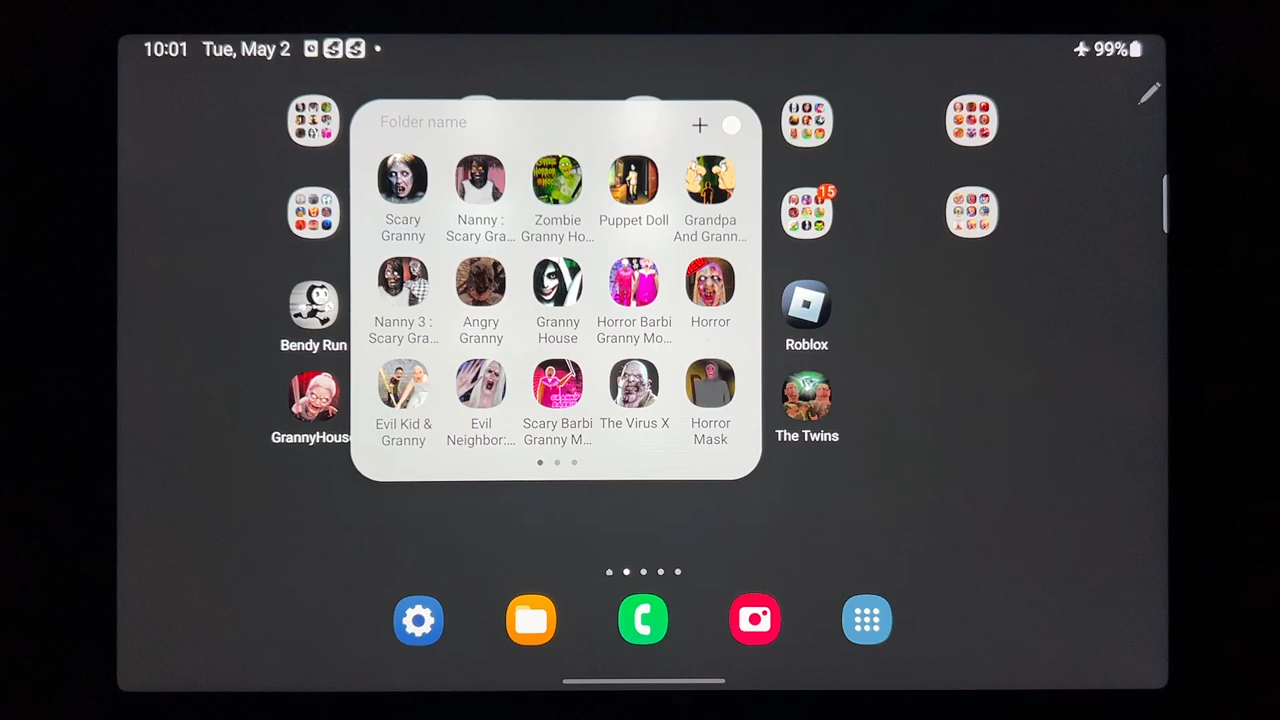 10:01 Tue, May 2
99%
Folder name
Scary
Granny
Nanny :
Scary Gra...
Zombie
Granny Ho...
Puppet Doll
Grandpa
And Grann...
15
Nanny 3 :
Scary Gra...
Angry
Granny
Granny
House
Horror Barbi
Granny Mo...
Horror
Bendy Run
Roblox
Evil Kid &
Granny
Evil
Neighbor:...
Scary Barbi
Granny M...
The Virus X
Horror
Mask
GrannyHouse
The Twins